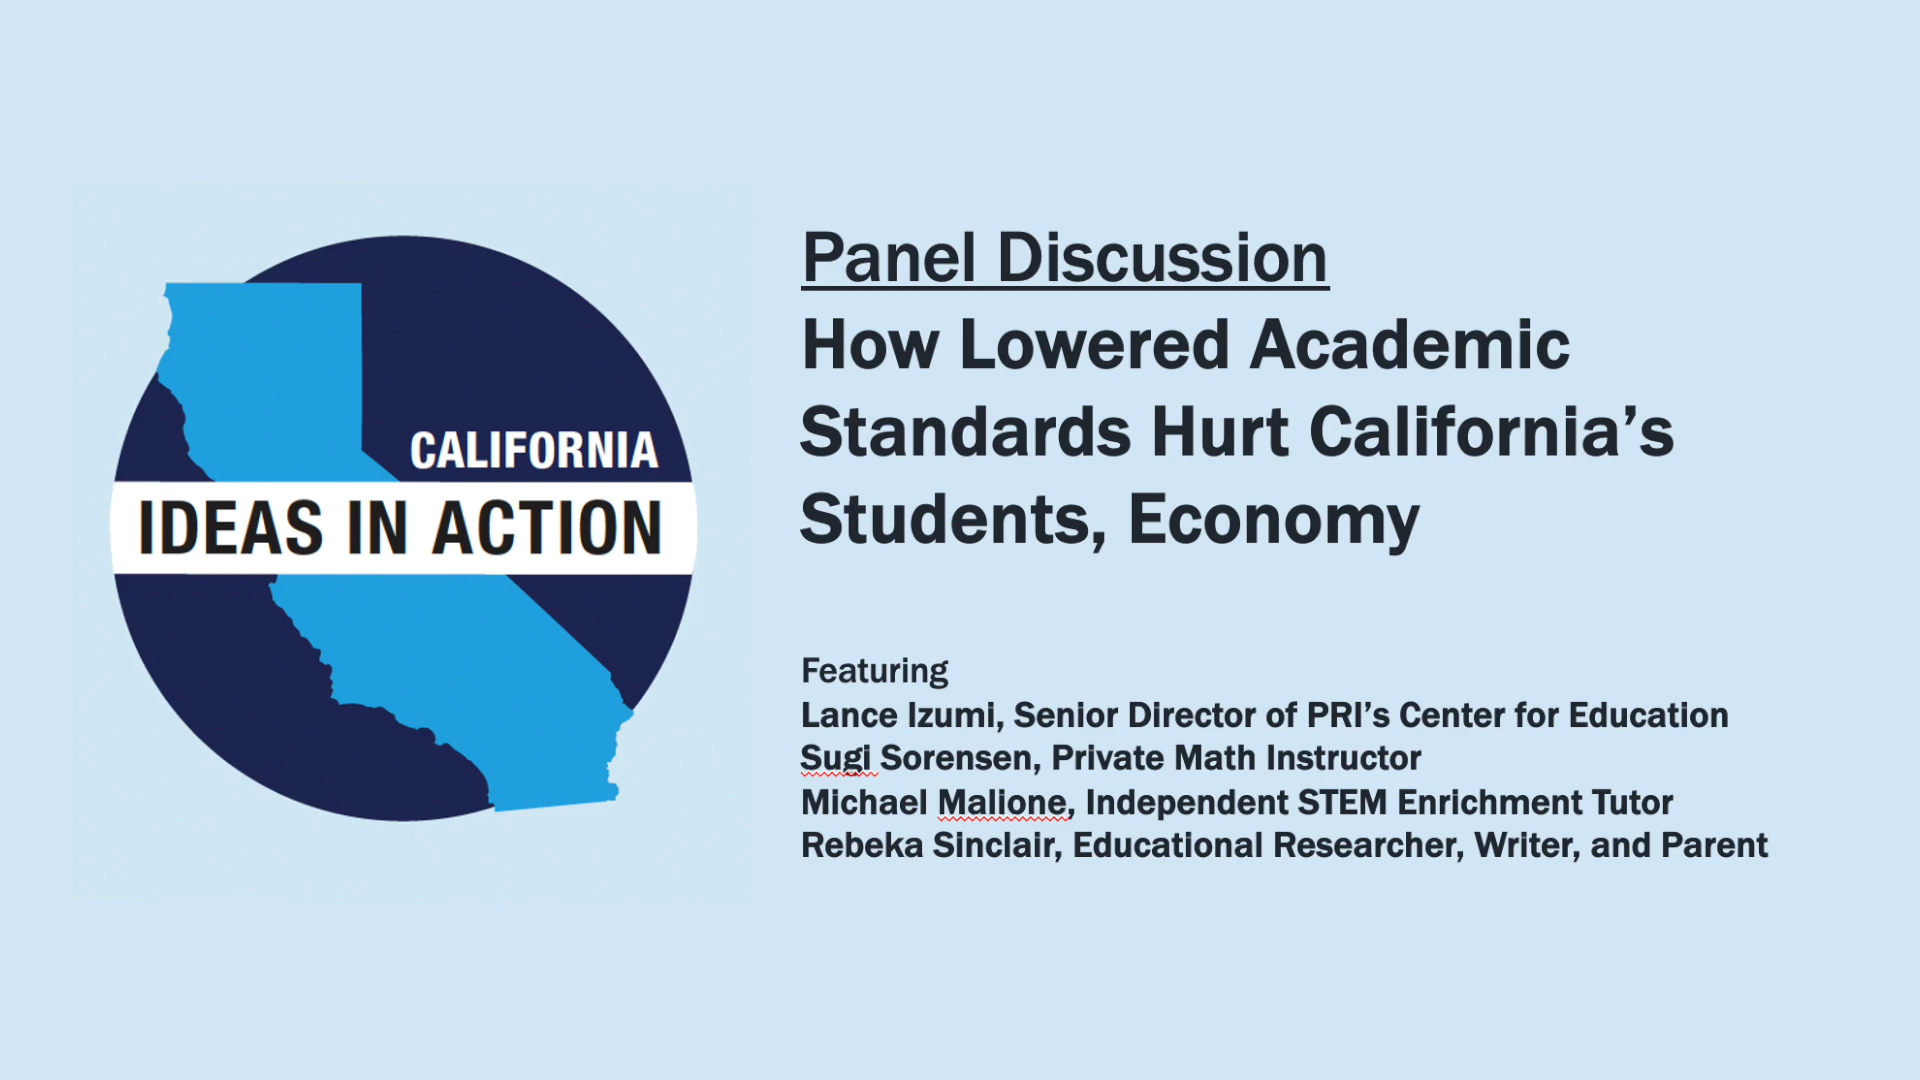 CALIFORNIA
IDEAS IN ACTION
Panel Discussion
How Lowered Academic
Standards Hurt California’s
Students, Economy
Featuring
Lance Izumi, Senior Director of PRI’s Center for Education
Sugi Sorensen, Private Math Instructor
Michael Malione, Independent STEM Enrichment Tutor
Rebeka Sinclair, Educational Researcher, Writer, and Parent